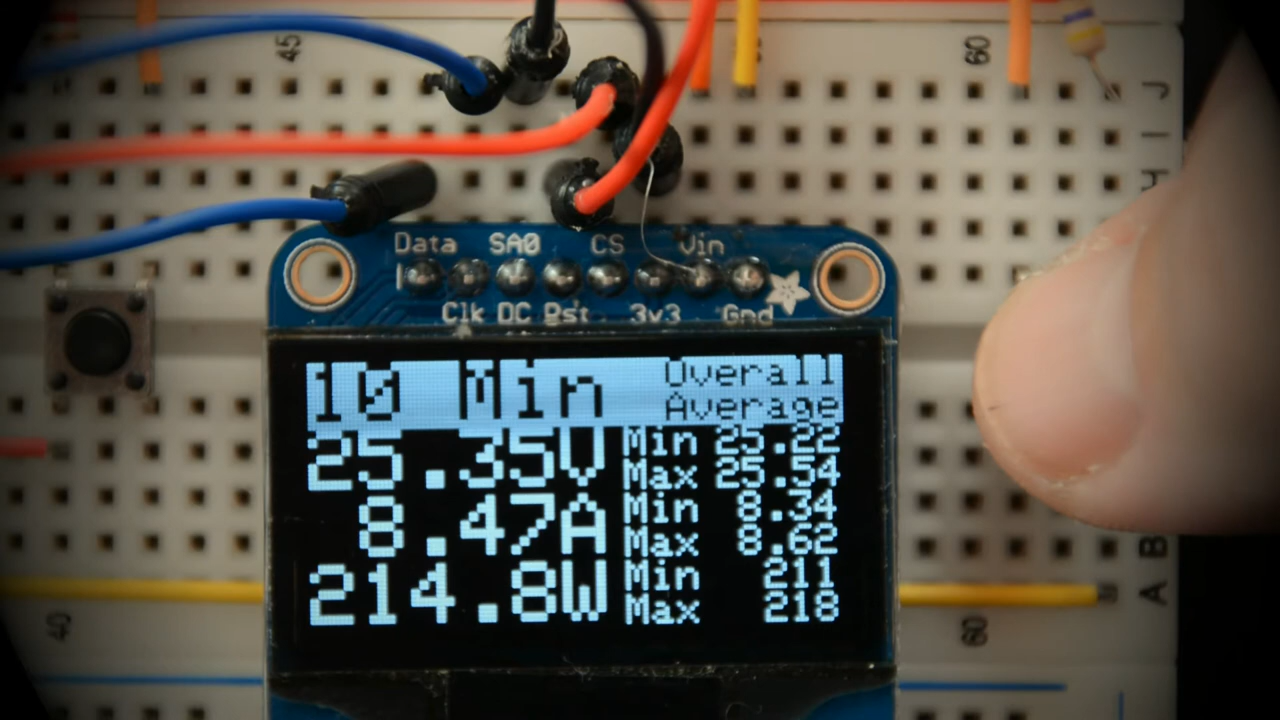 45
60
J
I
H
Data SA0 CS Vin
Clk DC Rst 3v3 Gnd
10 Min Overall
Average
25.35V Min 25.22
Max 25.54
8.47A Min 8.34
Max 8.62
214.8W Min 211
Max 218
B
A
40
60